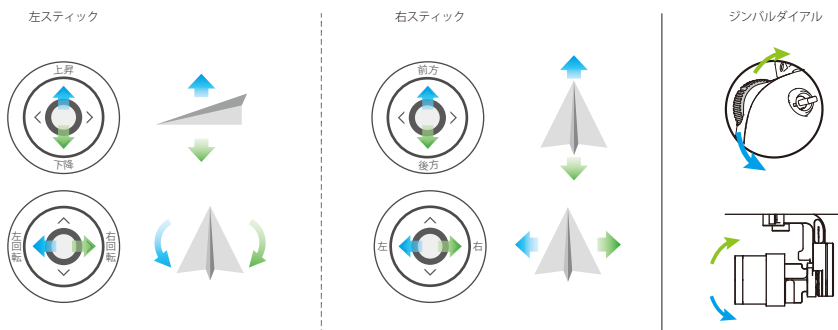 左スティック
右スティック
ジンバルダイアル
上昇
下降
前方
後方
左回転
右回転
左
右